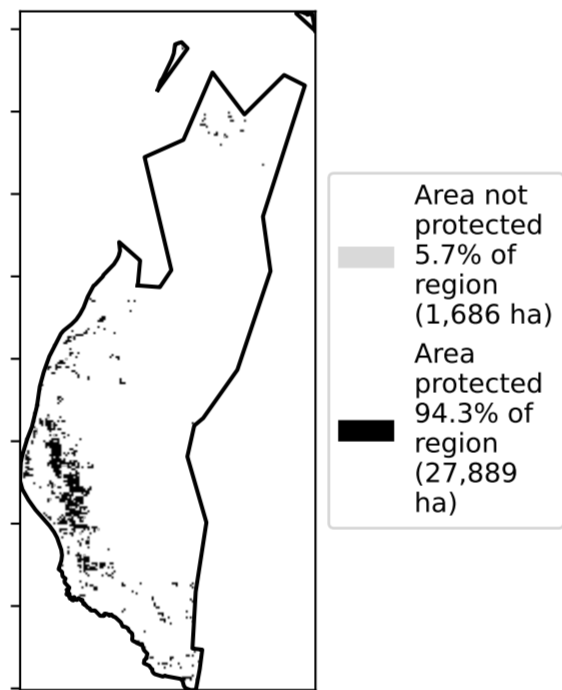 Area not
protected
5.7% of
region
(1,686 ha)
Area
protected
94.3% of
region
(27,889
ha)